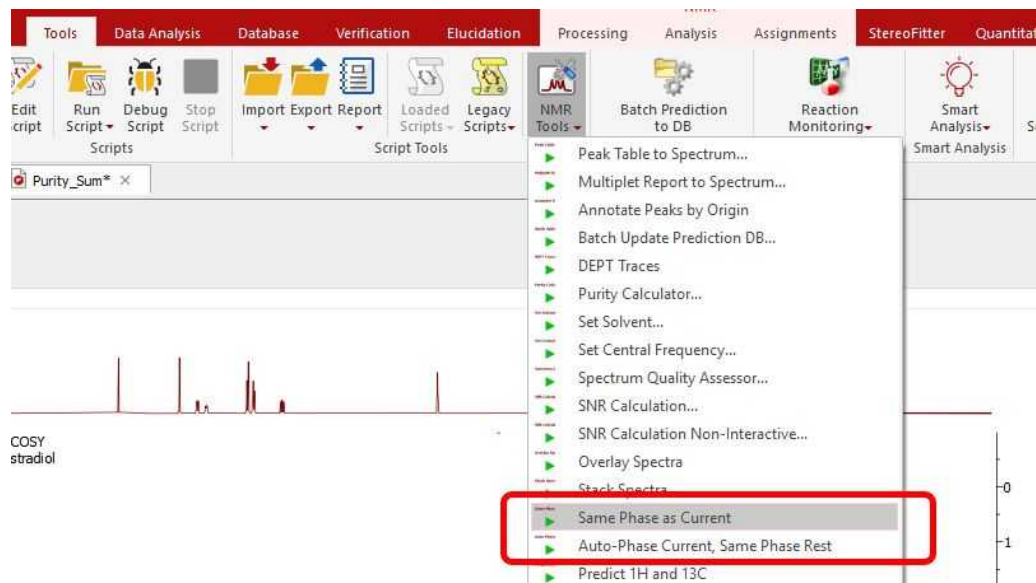 Tools Data Analysis Database Verification Elucidation Processing Analysis Assignments StereoFitter
Edit Run Debug Stop Import Export Report Loaded Legacy NMR Batch Prediction Reaction Smart
Script Script Script Scripts Scripts Tools to DB Monitoring Analysis
Scripts Script Tools Smart Analysis
Purity_Sum*
Peak Table to Spectrum...
Multiplet Report to Spectrum...
Annotate Peaks by Origin
Batch Update Prediction DB...
DEPT Traces
Purity Calculator...
Set Solvent...
Set Central Frequency...
Spectrum Quality Assessor...
SNR Calculation...
SNR Calculation Non-Interactive...
Overlay Spectra
Stack Spectra
Same Phase as Current
Auto-Phase Current, Same Phase Rest
Predict 1H and 13C
COSY
stradiol
0
1